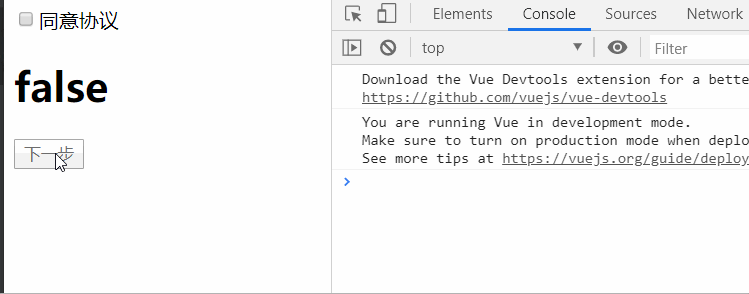 同意协议
false
下一步
Elements Console Sources Network
top Filter
Download the Vue Devtools extension for a bette
https://github.com/vuejs/vue-devtools
You are running Vue in development mode.
Make sure to turn on production mode when deplo
See more tips at https://vuejs.org/guide/deploy